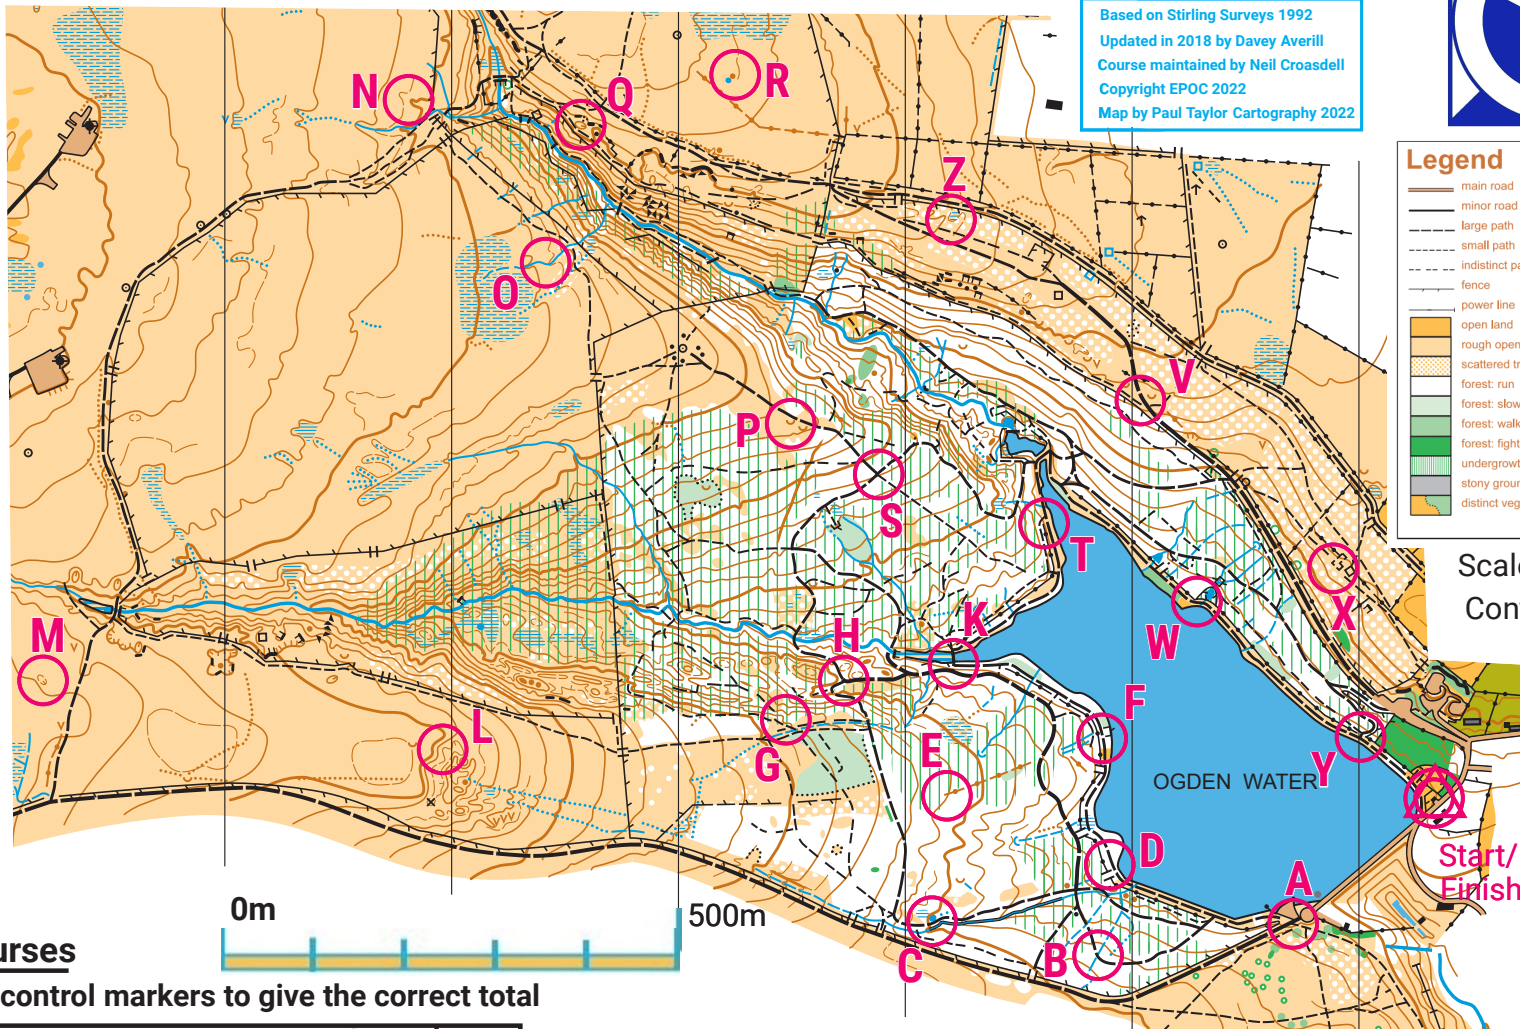 Based on Stirling Surveys 1992
Updated in 2018 by Davey Averill
Course maintained by Neil Croasdell
Copyright EPOC 2022
Map by Paul Taylor Cartography 2022
Legend
main road
minor road
large path
small path
indistinct pa
fence
power line
open land
rough open
scattered tr
forest: run
forest: slow
forest: walk
forest: fight
undergrowt
stony groun
distinct veg
Scale
Con
N
Q
R
Z
O
V
P
S
T
X
M
H
K
W
L
G
E
F
Y
OGDEN WATER
D
A
Start/
Finish
C
B
0m
500m
urses
control markers to give the correct total